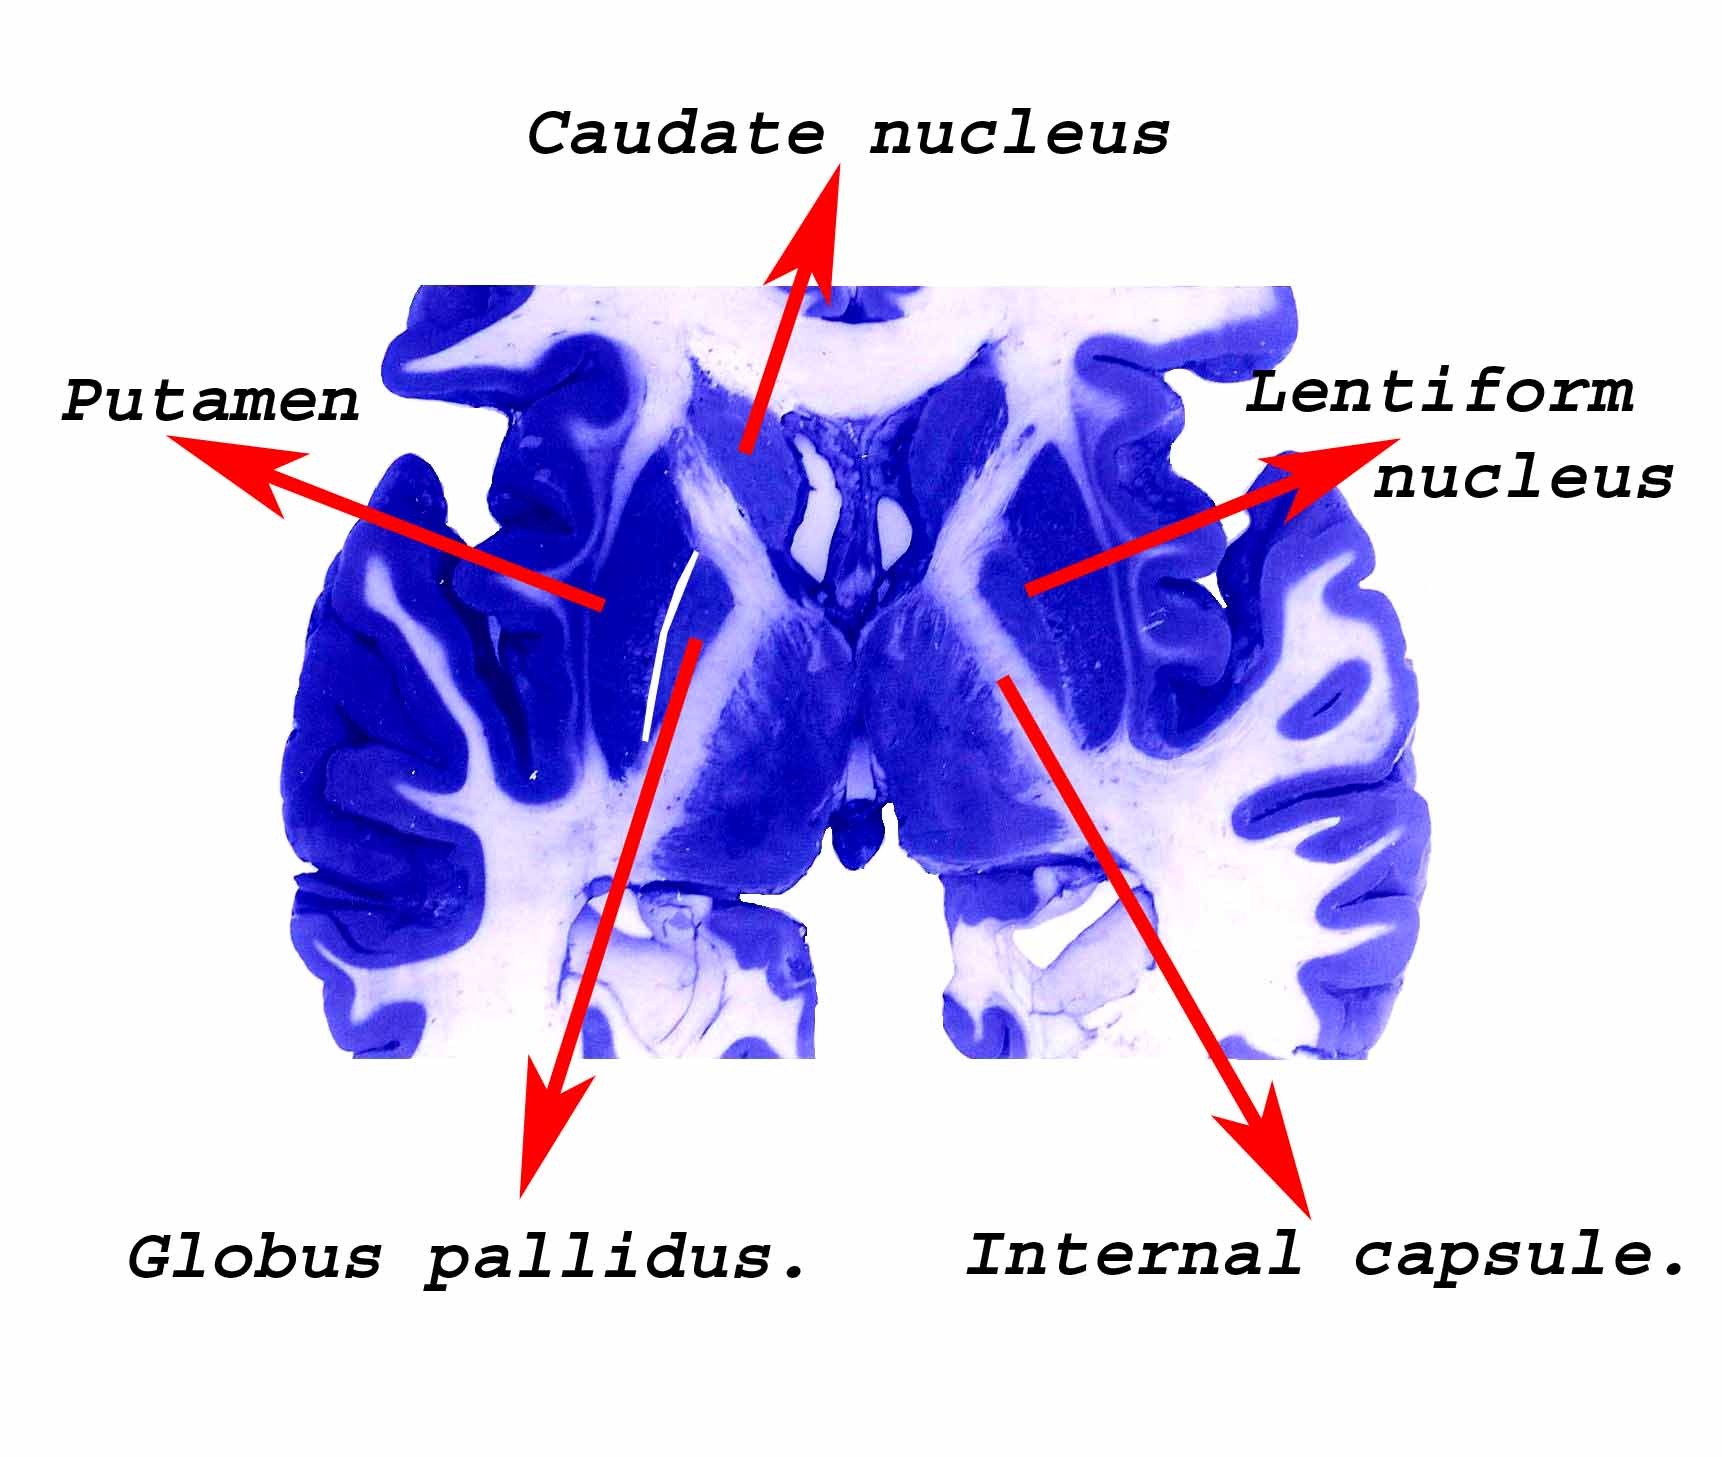 Caudate nucleus
Putamen
Lentiform
nucleus
Globus pallidus.
Internal capsule.